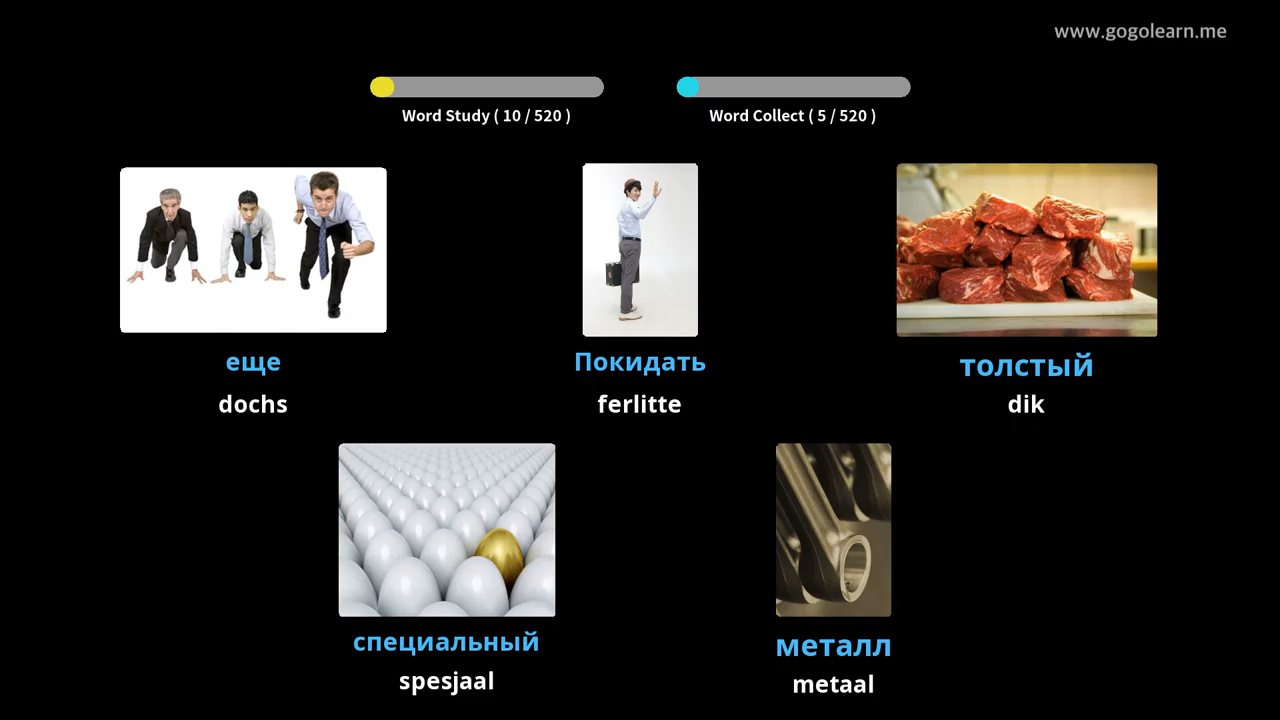 www.gogolearn.me
Word Study ( 10 / 520 )
Word Collect ( 5 / 520 )
еще
dochs
Покидать
ferlitte
толстый
dik
специальный
spesjaal
металл
metaal